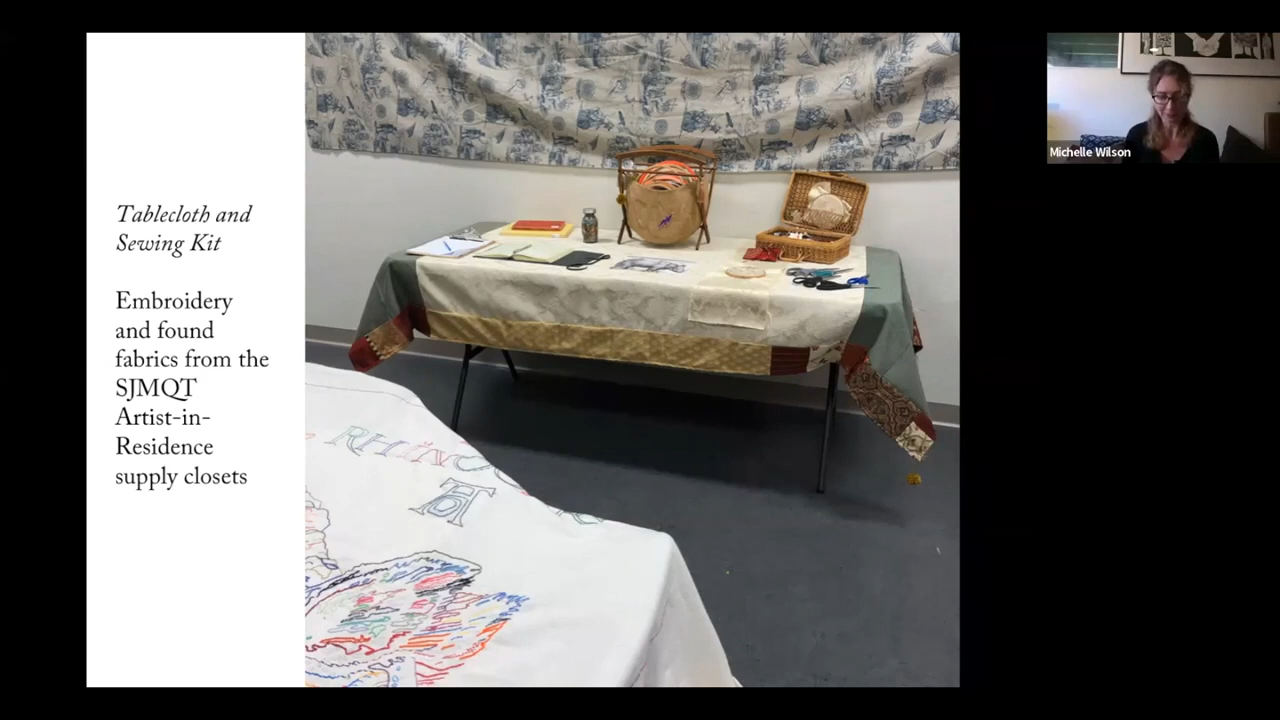 Tablecloth and
Sewing Kit
Embroidery
and found
fabrics from the
SJMQT
Artist-in-
Residence
supply closets
Michelle Wilson